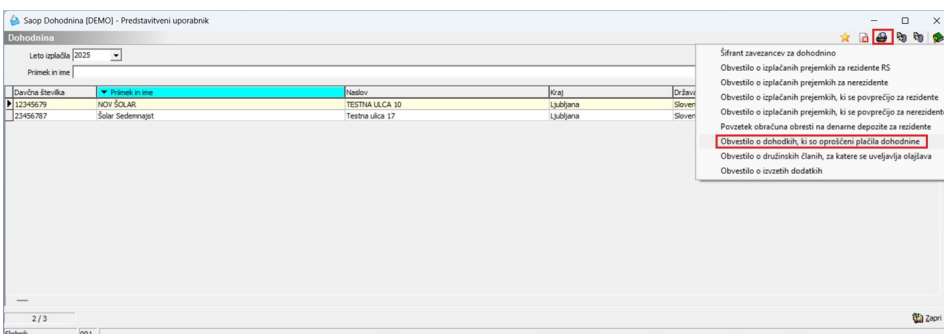 Saop Dohodnina [DEMO] - Predstavitveni uporabnik
Dohodnina
Leto izplačila 2025
Priimek in ime
Davčna številka Priimek in ime Naslov Kraj Država
12345679 NOV ŠOLAR TESTNA ULCA 10 Ljubljana Sloven
23456787 Šolar Sedemnajst Testna ulica 17 Ljubljana Sloven
Šifrant zavezancev za dohodnino
Obvestilo o izplačanih prejemkih za rezidente RS
Obvestilo o izplačanih prejemkih za nerezidente
Obvestilo o izplačanih prejemkih, ki se povprečijo za rezidente
Obvestilo o izplačanih prejemkih, ki se povprečijo za nerezidente
Povzetek obračuna obresti na denarne depozite za rezidente
Obvestilo o dohodkih, ki so oproščeni plačila dohodnine
Obvestilo o družinskih članih, za katere se uveljavlja olajšava
Obvestilo o izvzetih dodatkih
2 / 3
Zapri